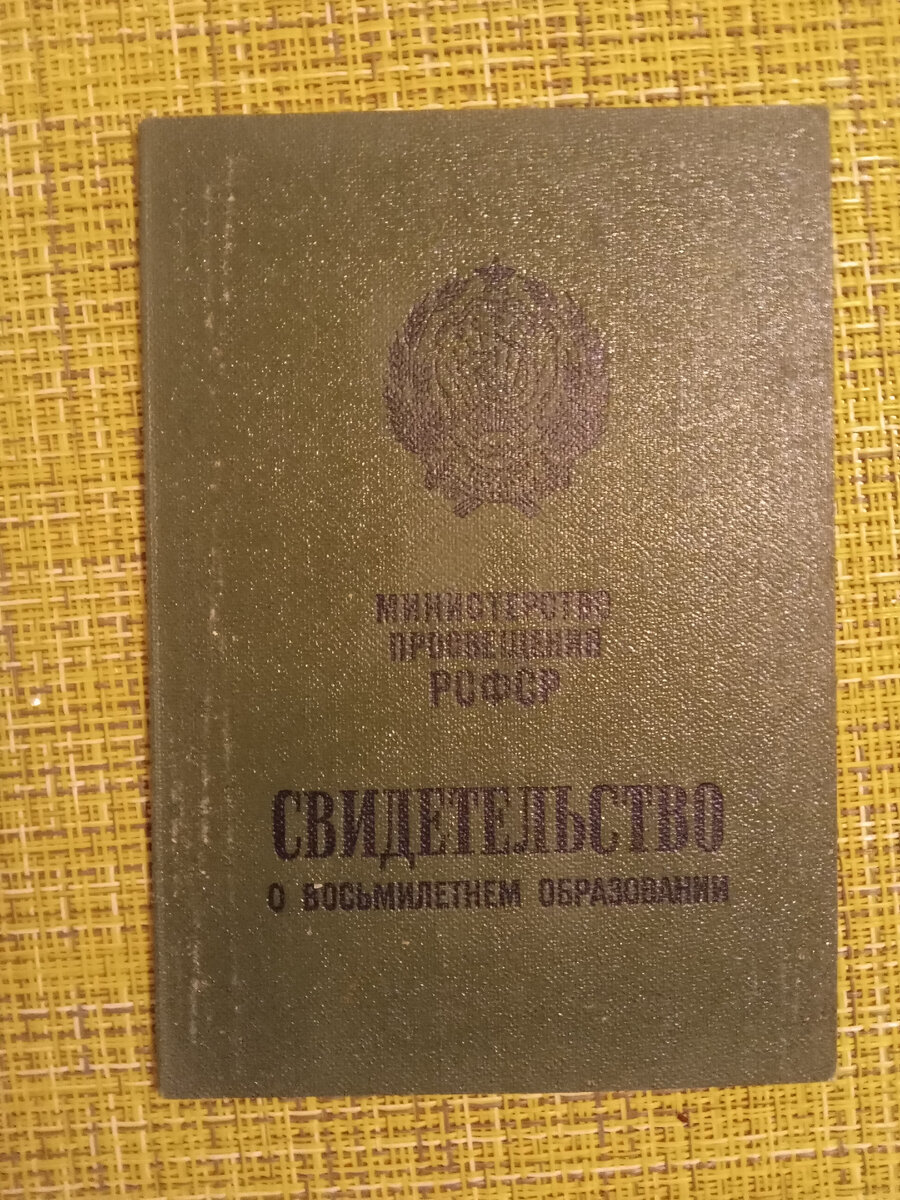 МИНИСТЕРСТВО
ПРОСВЕЩЕНИЯ
РСФСР
СВИДЕТЕЛЬСТВО
О ВОСЬМИЛЕТНЕМ ОБРАЗОВАНИИ